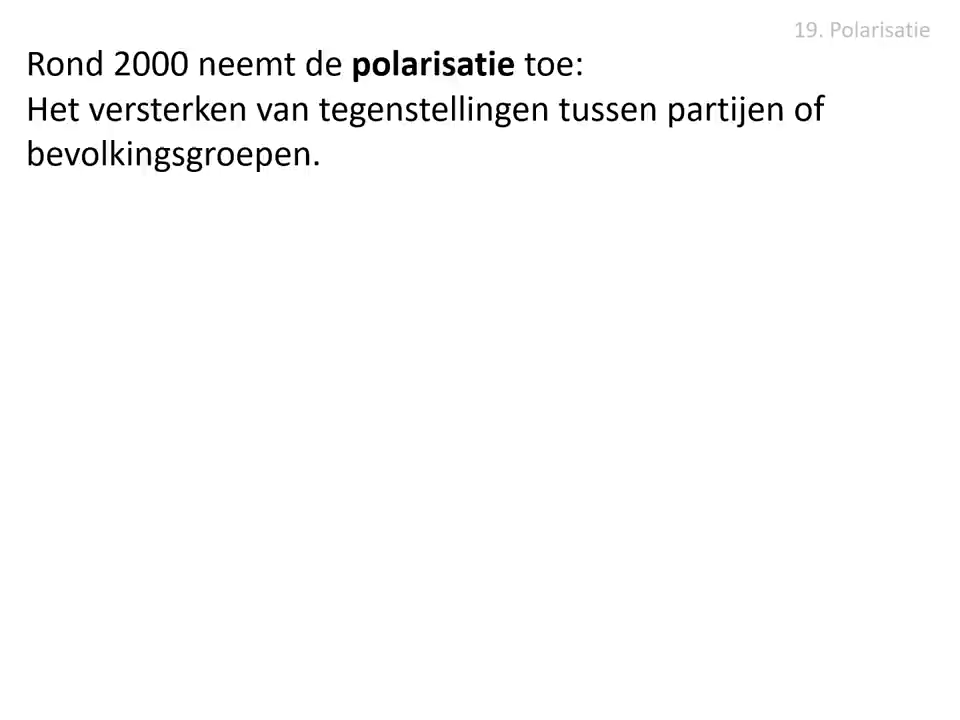 19. Polarisatie
Rond 2000 neemt de polarisatie toe:
Het versterken van tegenstellingen tussen partijen of
bevolkingsgroepen.